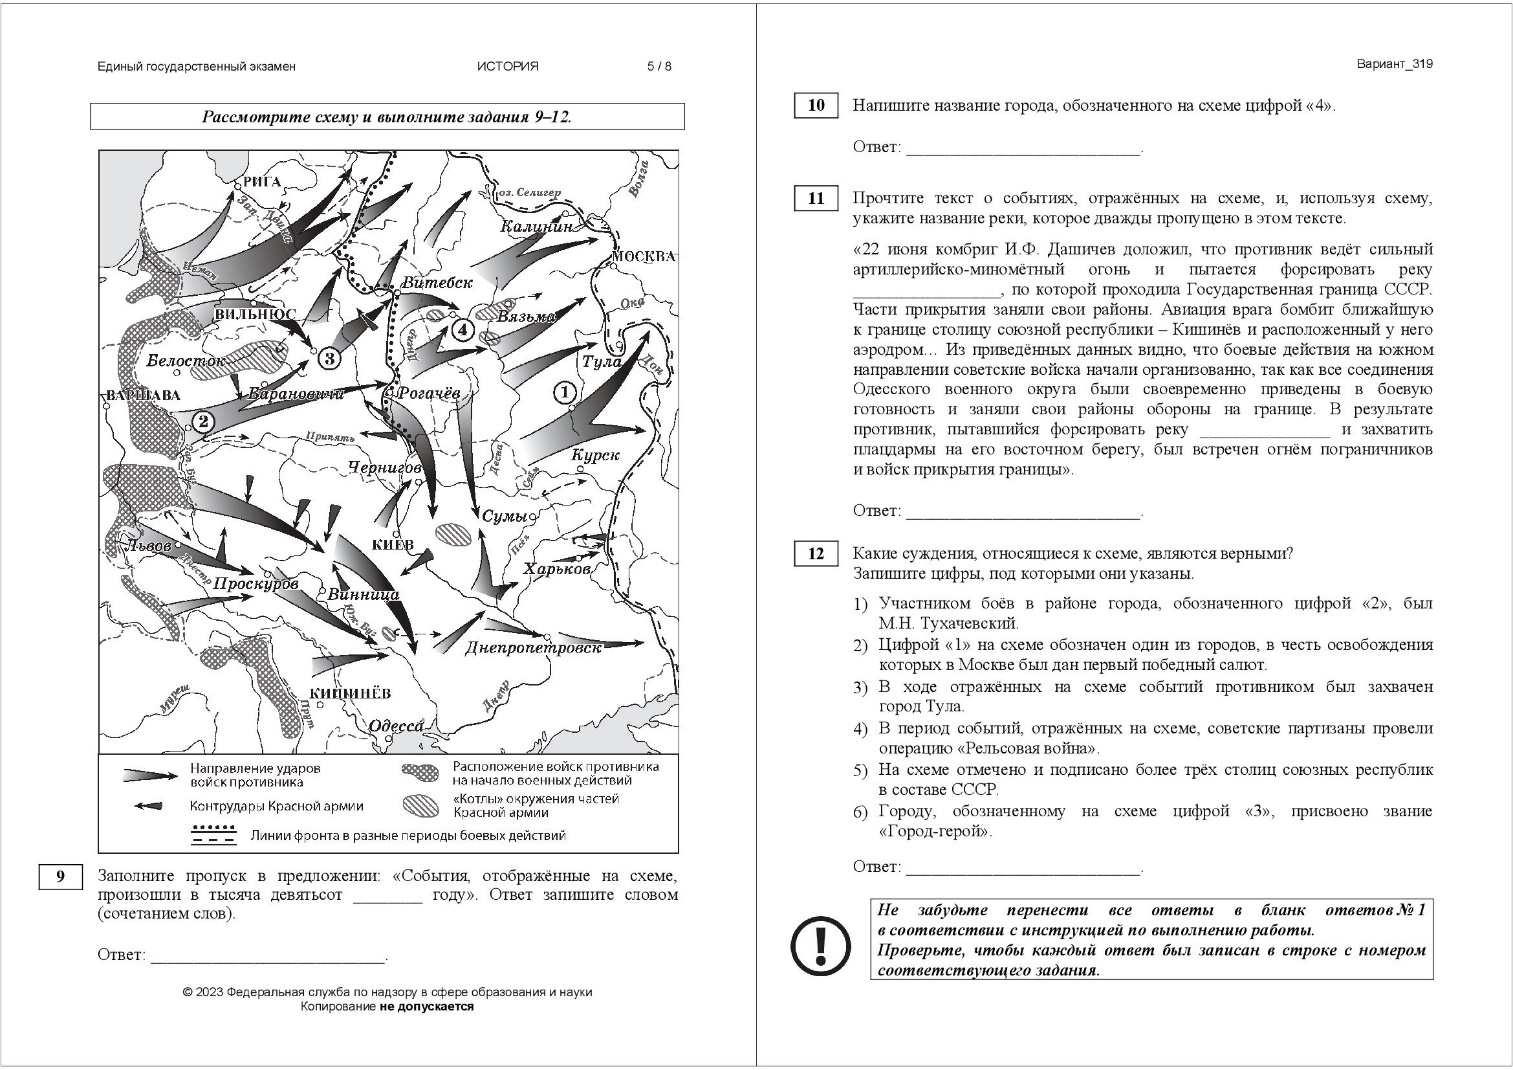 Единый государственный экзамен ИСТОРИЯ 5 / 8
Рассмотрите схему и выполните задания 9–12.
РИГА
Зап. Двина
оз. Селигер
Волга
Калинин
МОСКВА
Неман
Витебск
ВИЛЬНЮС
Вязьма
Ока
4
Днепр
3
Белосток
Тула
Дон
ВАРШАВА
Барановичи
Рогачёв
1
2
Припять
Зап. Буг
Десна
Курск
Сейм
Чернигов
Сумы
КИЕВ
Псёл
Львов
Днестр
Проскуров
Харьков
Винница
Юж. Буг
Днепропетровск
КИШИНЁВ
Муреш
Прут
Днепр
Одесса
Направление ударов
войск противника
Контрудары Красной армии
Расположение войск противника
на начало военных действий
«Котлы» окружения частей
Красной армии
Линии фронта в разные периоды боевых действий
9 Заполните пропуск в предложении: «События, отображённые на схеме,
произошли в тысяча девятьсот ________ году». Ответ запишите словом
(сочетанием слов).
Ответ: ___________________________.
© 2023 Федеральная служба по надзору в сфере образования и науки
Копирование не допускается
Вариант_319
10 Напишите название города, обозначенного на схеме цифрой «4».
Ответ: ___________________________.
11 Прочтите текст о событиях, отражённых на схеме, и, используя схему,
укажите название реки, которое дважды пропущено в этом тексте.
«22 июня комбриг И.Ф. Дашичев доложил, что противник ведёт сильный
артиллерийско-миномётный огонь и пытается форсировать реку
_________________, по которой проходила Государственная граница СССР.
Части прикрытия заняли свои районы. Авиация врага бомбит ближайшую
к границе столицу союзной республики – Кишинёв и расположенный у него
аэродром… Из приведённых данных видно, что боевые действия на южном
направлении советские войска начали организованно, так как все соединения
Одесского военного округа были своевременно приведены в боевую
готовность и заняли свои районы обороны на границе. В результате
противник, пытавшийся форсировать реку _______________ и захватить
плацдармы на его восточном берегу, был встречен огнём пограничников
и войск прикрытия границы».
Ответ: ___________________________.
12 Какие суждения, относящиеся к схеме, являются верными?
Запишите цифры, под которыми они указаны.
1) Участником боёв в районе города, обозначенного цифрой «2», был
М.Н. Тухачевский.
2) Цифрой «1» на схеме обозначен один из городов, в честь освобождения
которых в Москве был дан первый победный салют.
3) В ходе отражённых на схеме событий противником был захвачен
город Тула.
4) В период событий, отражённых на схеме, советские партизаны провели
операцию «Рельсовая война».
5) На схеме отмечено и подписано более трёх столиц союзных республик
в составе СССР.
6) Городу, обозначенному на схеме цифрой «3», присвоено звание
«Город-герой».
Ответ: ___________________________.
Не забудьте перенести все ответы в бланк ответов № 1
в соответствии с инструкцией по выполнению работы.
Проверьте, чтобы каждый ответ был записан в строке с номером
соответствующего задания.